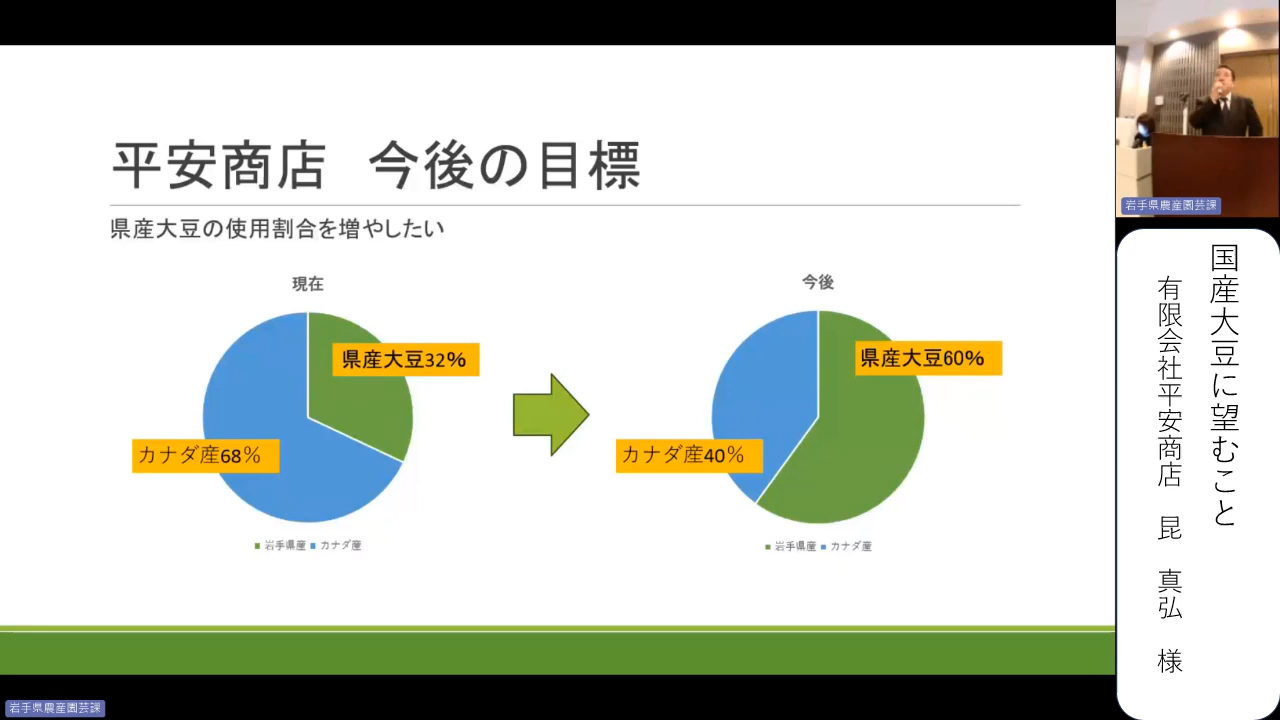 平安商店　今後の目標
県産大豆の使用割合を増やしたい
現在
県産大豆32%
カナダ産68%
岩手県産 カナダ産
今後
県産大豆60%
カナダ産40%
岩手県産 カナダ産
岩手県農産園芸課
国産大豆に望むこと
有限会社平安商店　昆　真弘　様
岩手県農産園芸課